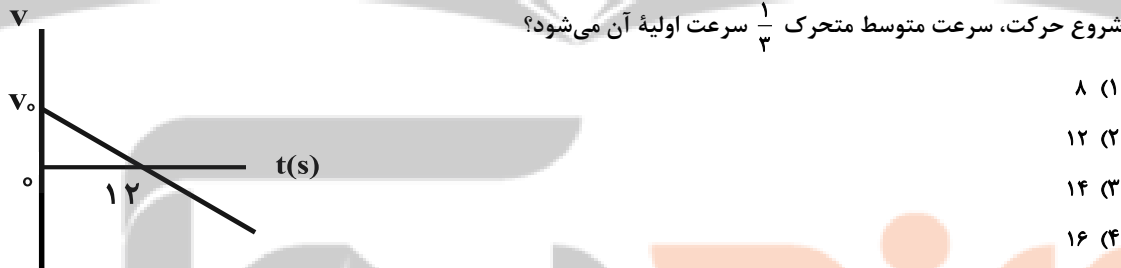 شروع حرکت، سرعت متوسط متحرک ۱/۳ سرعت اولیهٔ آن می‌شود؟
۱) ۸
۲) ۱۲
۳) ۱۴
۴) ۱۶
v
v₀
۰
۱۲
t(s)